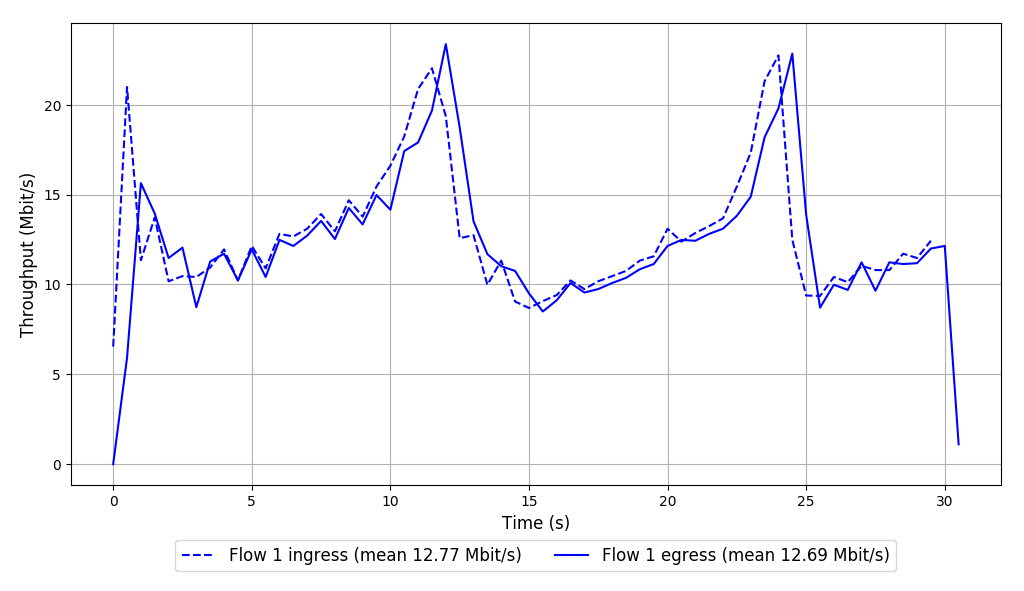 Throughput (Mbit/s)
20
15
10
5
0
0 5 10 15 20 25 30
Time (s)
Flow 1 ingress (mean 12.77 Mbit/s) Flow 1 egress (mean 12.69 Mbit/s)